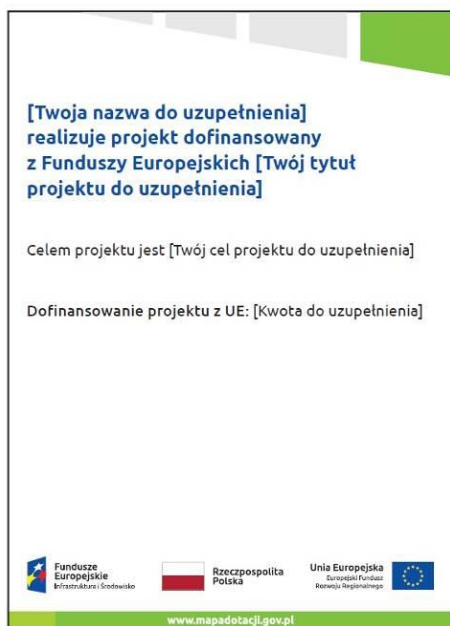 [Twoja nazwa do uzupełnienia]
realizuje projekt dofinansowany
z Funduszy Europejskich [Twój tytuł
projektu do uzupełnienia]
Celem projektu jest [Twój cel projektu do uzupełnienia]
Dofinansowanie projektu z UE: [Kwota do uzupełnienia]
Fundusze
Europejskie
Infrastruktura i Środowisko
Rzeczpospolita
Polska
Unia Europejska
Europejski Fundusz
Rozwoju Regionalnego
www.mapadotacji.gov.pl